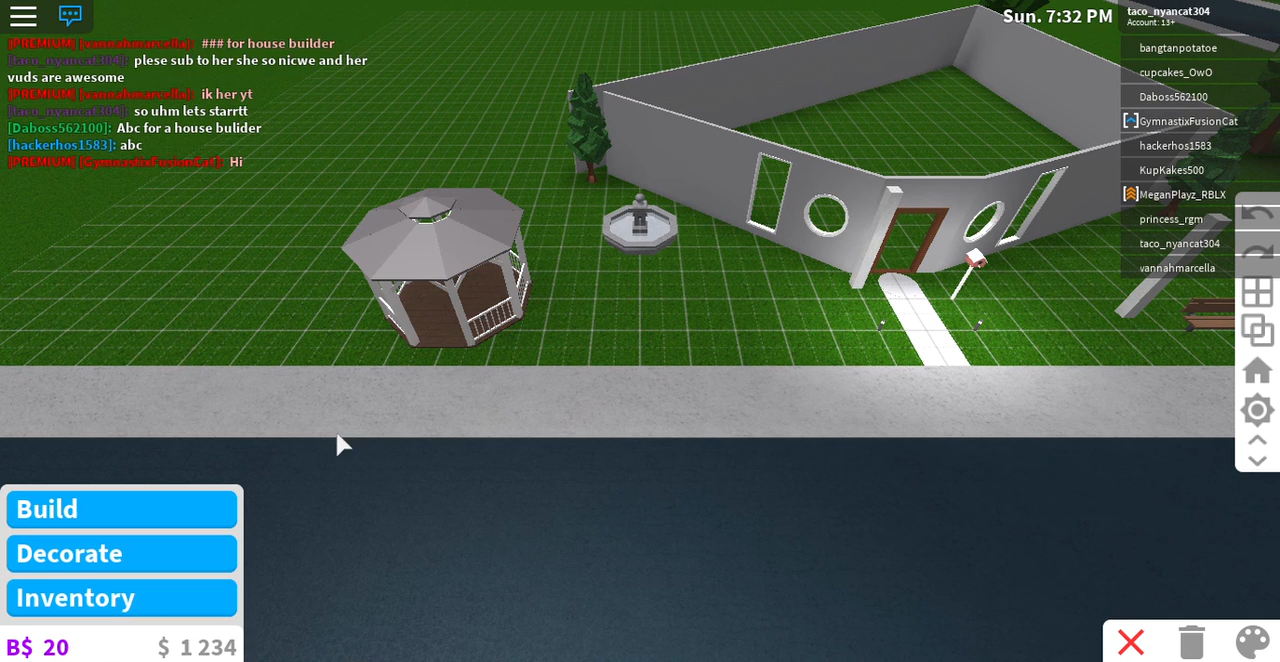 Sun. 7:32 PM
taco_nyancat304
Account: 13+
[PREMIUM] [vannahmarcella]: ### for house builder
[taco_nyancat304]: plese sub to her she so nicwe and her
vuds are awesome
[PREMIUM] [vannahmarcella]: ik her yt
[taco_nyancat304]: so uhm lets starrtt
[Daboss562100]: Abc for a house bulider
[hackerhos1583]: abc
[PREMIUM] [GymnastixFusionCat]: Hi
bangtanpotatoe
cupcakes_OwO
Daboss562100
GymnastixFusionCat
hackerhos1583
KupKakes500
MeganPlayz_RBLX
princess_rgm
taco_nyancat304
vannahmarcella
Build
Decorate
Inventory
B$ 20 $ 1 234